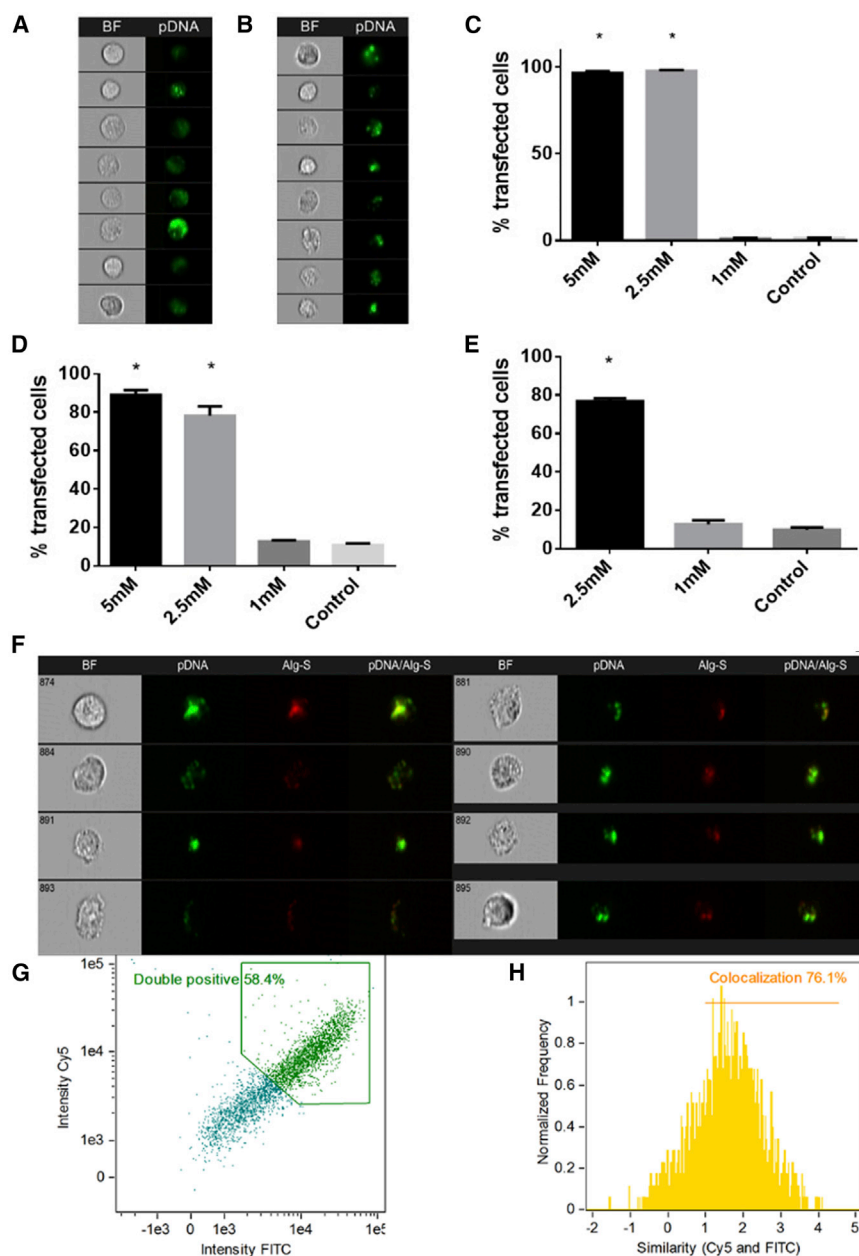 A
BF pDNA
B
BF pDNA
C
% transfected cells
100
50
0
* *
5mM 2.5mM 1mM Control
D
% transfected cells
100
80
60
40
20
0
* *
5mM 2.5mM 1mM Control
E
% transfected cells
100
80
60
40
20
0
*
2.5mM 1mM Control
F
BF pDNA Alg-S pDNA/Alg-S BF pDNA Alg-S pDNA/Alg-S
874 881
884 890
891 892
893 895
G
Double positive 58.4%
Intensity Cy5
1e5
1e4
1e3
0
-1e3 0 1e3 1e4 1e5
Intensity FITC
H
Colocalization 76.1%
Normalized Frequency
1
0.8
0.6
0.4
0.2
0
-2 -1 0 1 2 3 4 5
Similarity (Cy5 and FITC)